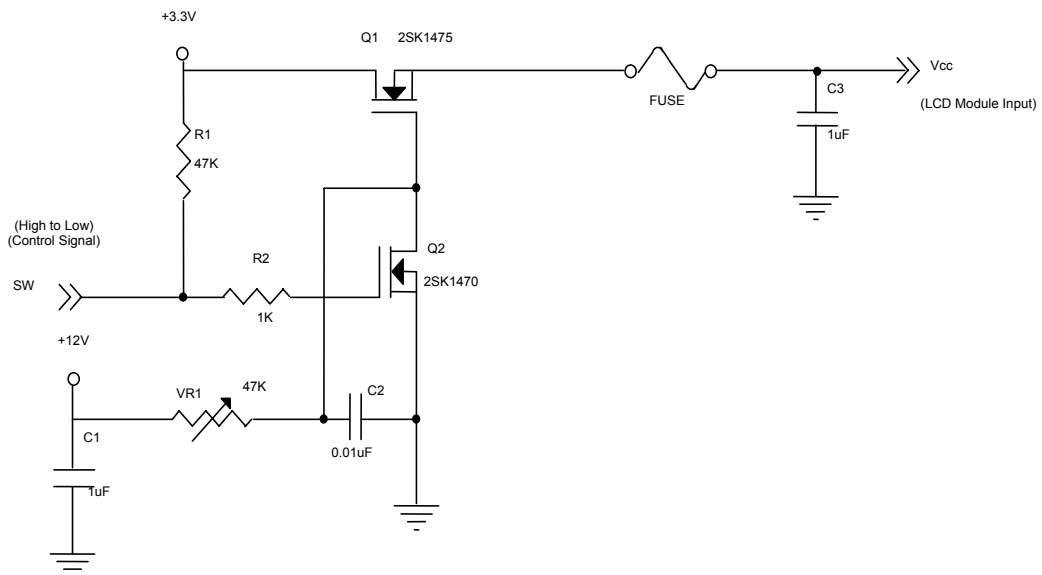 +3.3V
Q1 2SK1475
Vcc
C3
FUSE
(LCD Module Input)
R1
1uF
47K
(High to Low)
(Control Signal)
Q2
R2
2SK1470
SW
1K
+12V
VR1
47K
C2
C1
0.01uF
1uF